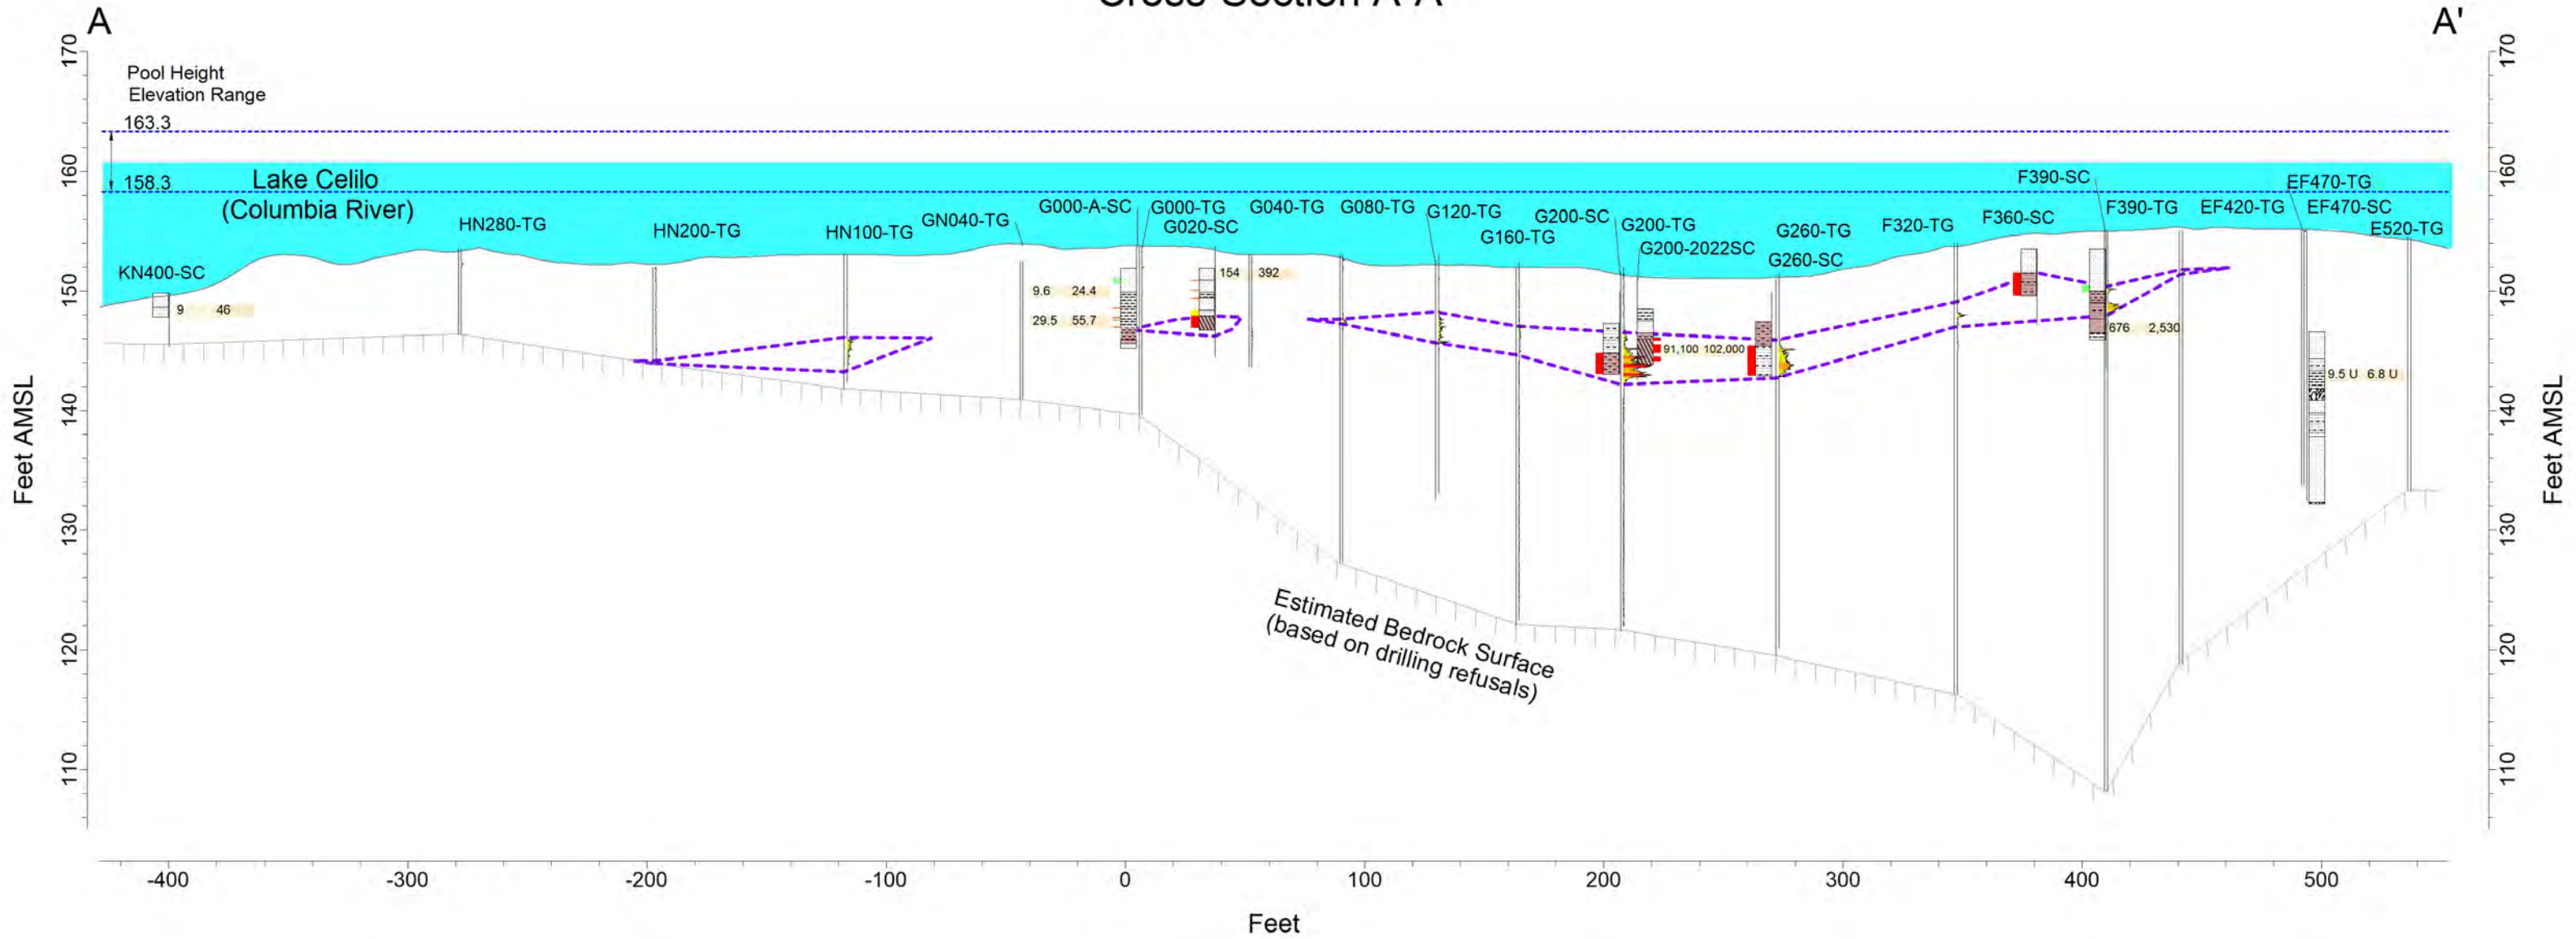 Cross-Section A-A'
A
A'
170
170
Pool Height
Elevation Range
163.3
160
160
158.3
Lake Celilo
(Columbia River)
KN400-SC
HN280-TG
HN200-TG
HN100-TG
GN040-TG
G000-A-SC
G000-TG
G020-SC
G040-TG
G080-TG
G120-TG
G160-TG
G200-SC
G200-TG
G200-2022SC
G260-TG
G260-SC
F320-TG
F360-SC
F390-SC
F390-TG
EF420-TG
EF470-TG
EF470-SC
E520-TG
150
150
9 46
9.6 24.4
29.5 55.7
154 392
91,100 102,000
676 2,530
9.5 U 6.8 U
140
140
130
130
120
120
110
110
Feet AMSL
Feet AMSL
Estimated Bedrock Surface
(based on drilling refusals)
-400 -300 -200 -100 0 100 200 300 400 500
Feet